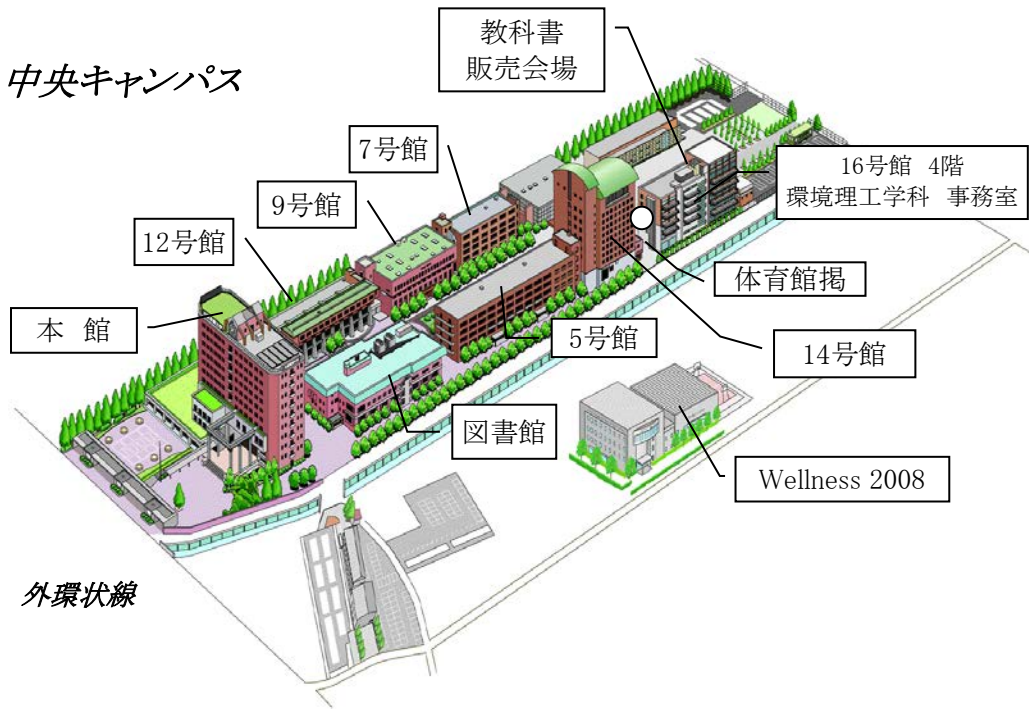 教科書
販売会場
中央キャンパス
7号館
16号館 4階
環境理工学科 事務室
9号館
12号館
体育館掲
本 館
5号館
14号館
図書館
Wellness 2008
外環状線